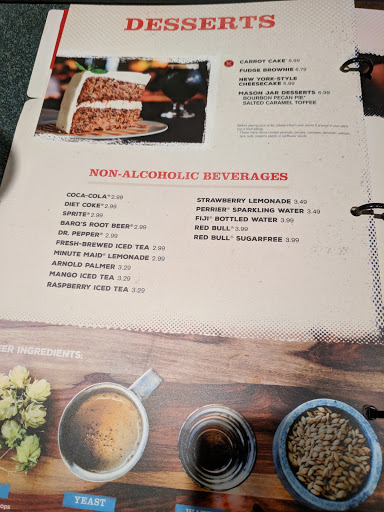 DESSERTS
CARROT CAKE* 6.99
FUDGE BROWNIE 6.79
NEW YORK-STYLE
CHEESECAKE 6.99
MASON JAR DESSERTS 6.99
BOURBON PECAN PIE*
SALTED CARAMEL TOFFEE
NON-ALCOHOLIC BEVERAGES
COCA-COLA® 2.99
DIET COKE® 2.99
SPRITE® 2.99
BARQ'S ROOT BEER® 2.99
DR. PEPPER® 2.99
FRESH-BREWED ICED TEA 2.99
MINUTE MAID® LEMONADE 2.99
ARNOLD PALMER 3.29
MANGO ICED TEA 3.29
RASPBERRY ICED TEA 3.29
STRAWBERRY LEMONADE 3.49
PERRIER® SPARKLING WATER 3.49
FIJI® BOTTLED WATER 3.99
RED BULL® 3.99
RED BULL® SUGARFREE 3.99
EER INGREDIENTS:
YEAST
ops